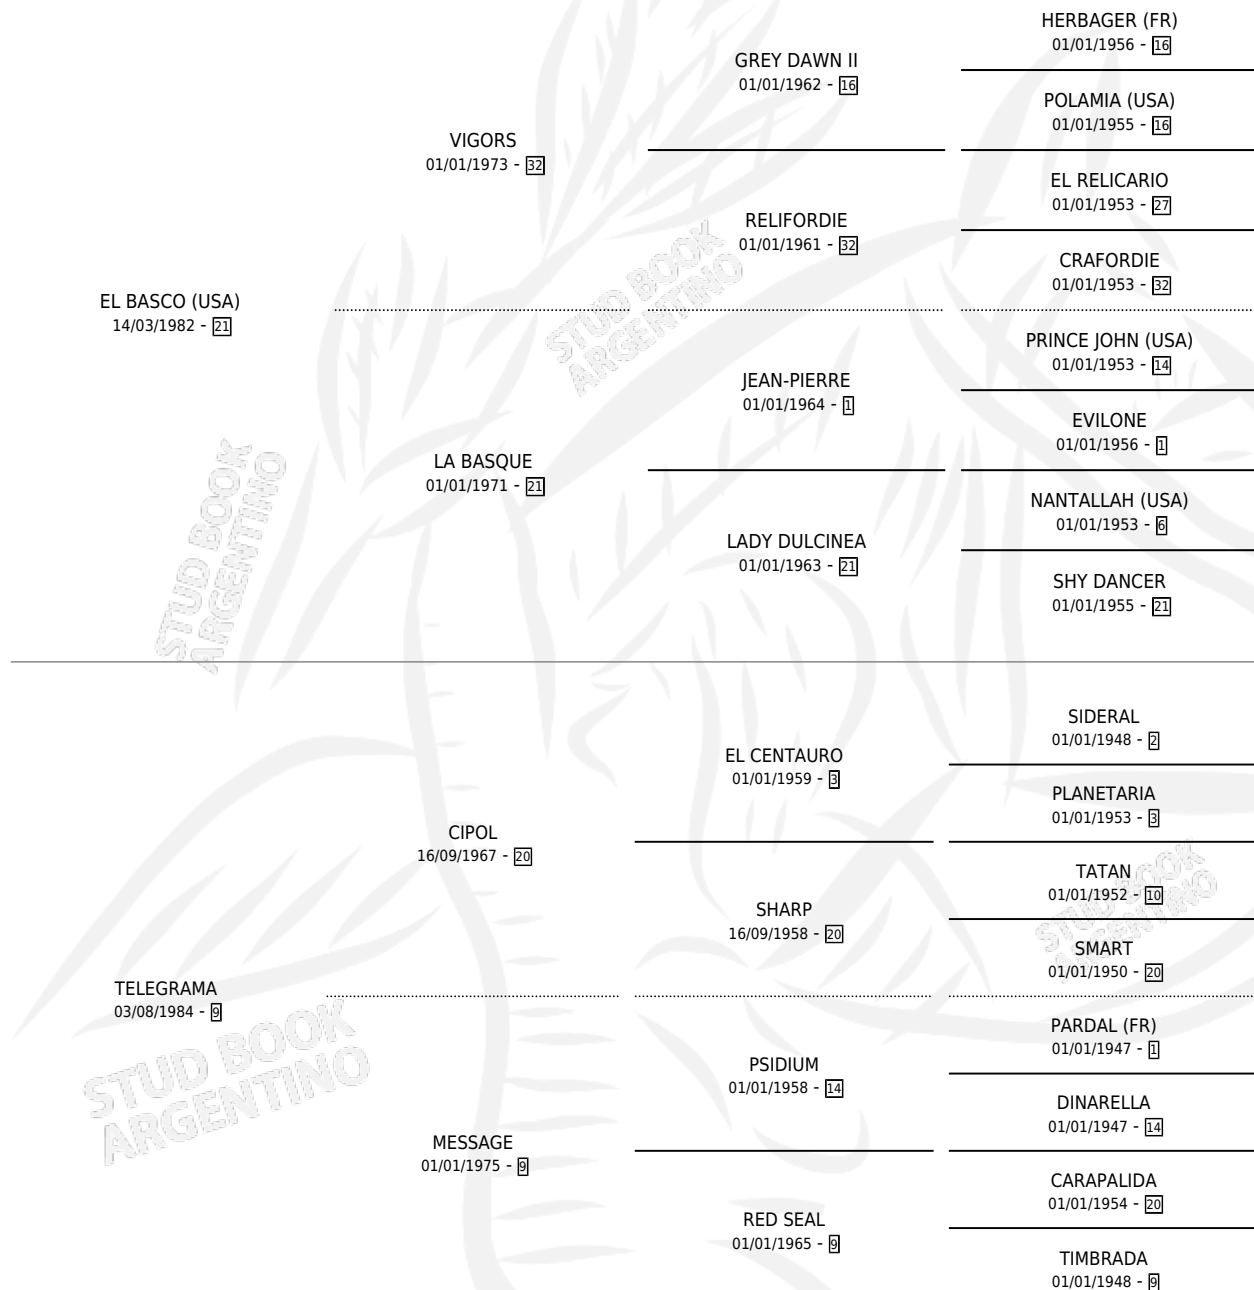 HERBAGER (FR)
01/01/1956 - 16
GREY DAWN II
01/01/1962 - 16
POLAMIA (USA)
01/01/1955 - 16
VIGORS
01/01/1973 - 32
EL RELICARIO
01/01/1953 - 27
RELIFORDIE
01/01/1961 - 32
CRAFORDIE
01/01/1953 - 32
EL BASCO (USA)
14/03/1982 - 21
PRINCE JOHN (USA)
01/01/1953 - 14
JEAN-PIERRE
01/01/1964 - 1
EVILONE
01/01/1956 - 1
LA BASQUE
01/01/1971 - 21
NANTALLAH (USA)
01/01/1953 - 6
LADY DULCINEA
01/01/1963 - 21
SHY DANCER
01/01/1955 - 21
SIDERAL
01/01/1948 - 2
EL CENTAURO
01/01/1959 - 3
PLANETARIA
01/01/1953 - 3
CIPOL
16/09/1967 - 20
TATAN
01/01/1952 - 10
SHARP
16/09/1958 - 20
SMART
01/01/1950 - 20
TELEGRAMA
03/08/1984 - 9
PARDAL (FR)
01/01/1947 - 1
PSIDIUM
01/01/1958 - 14
DINARELLA
01/01/1947 - 14
MESSAGE
01/01/1975 - 9
CARAPALIDA
01/01/1954 - 20
RED SEAL
01/01/1965 - 9
TIMBRADA
01/01/1948 - 9
STUD BOOK
ARGENTINO
STUD BOOK
ARGENTINO
STUD BOOK
ARGENTINO
STUD BOOK
ARGENTINO